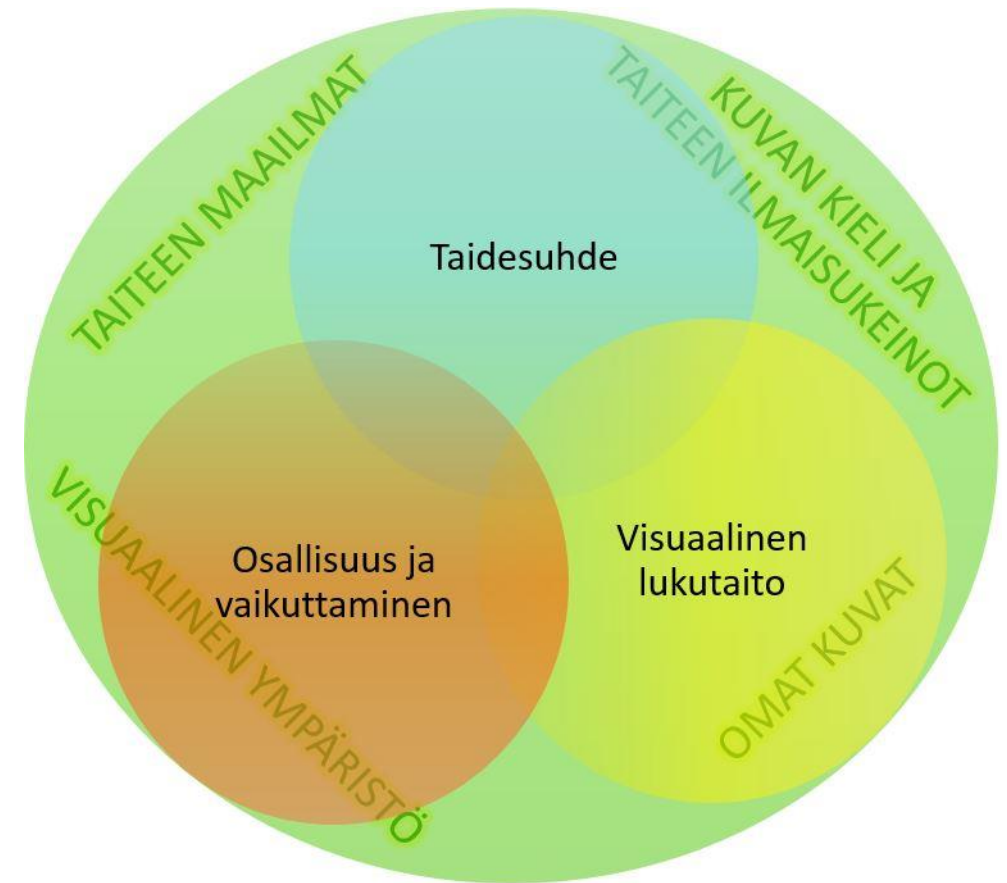 TAITEEN MAAILMAT
KUVAN KIELI JA
TAITEEN ILMAISUKEINOT
Taidesuhde
Osallisuus ja
vaikuttaminen
Visuaalinen
lukutaito
VISUAALINEN YMPÄRISTÖ
OMAT KUVAT